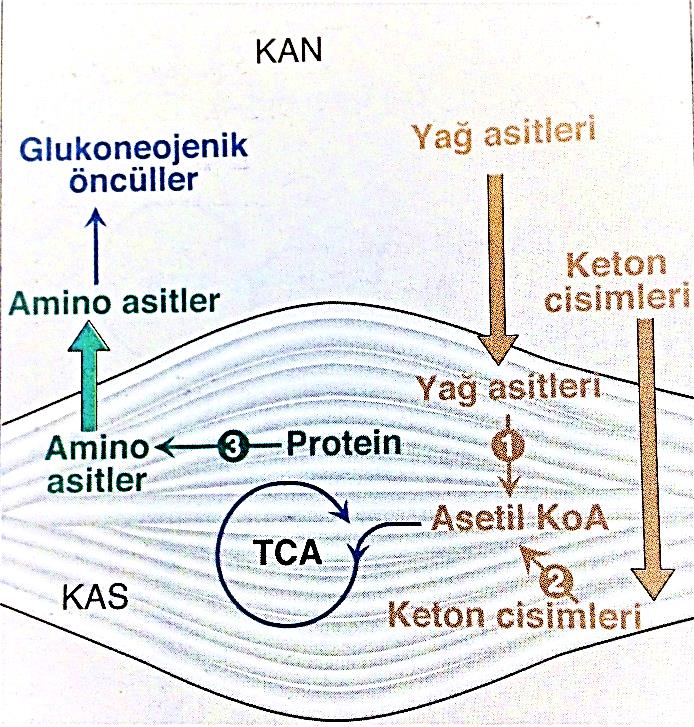 KAN
Glukoneojenik
öncüller
Yağ asitleri
Keton
cisimleri
Amino asitler
Yağ asitleri
1
Amino
asitler
3
Protein
Asetil KoA
TCA
2
KAS
Keton cisimleri